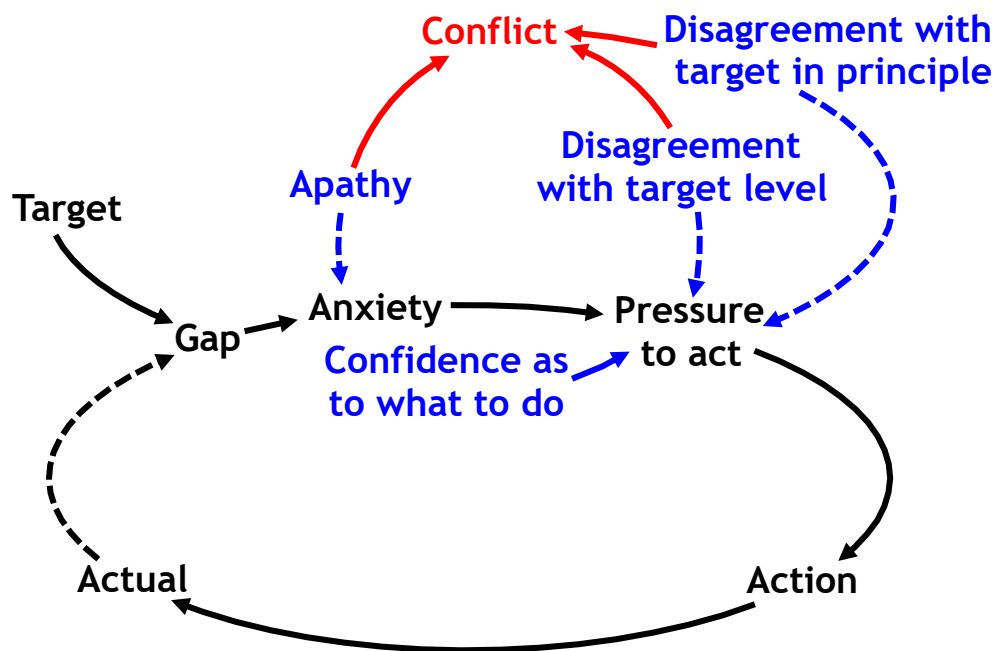 Conflict
Disagreement with
target in principle
Disagreement
with target level
Apathy
Target
Anxiety
Pressure
to act
Gap
Confidence as
to what to do
Actual
Action